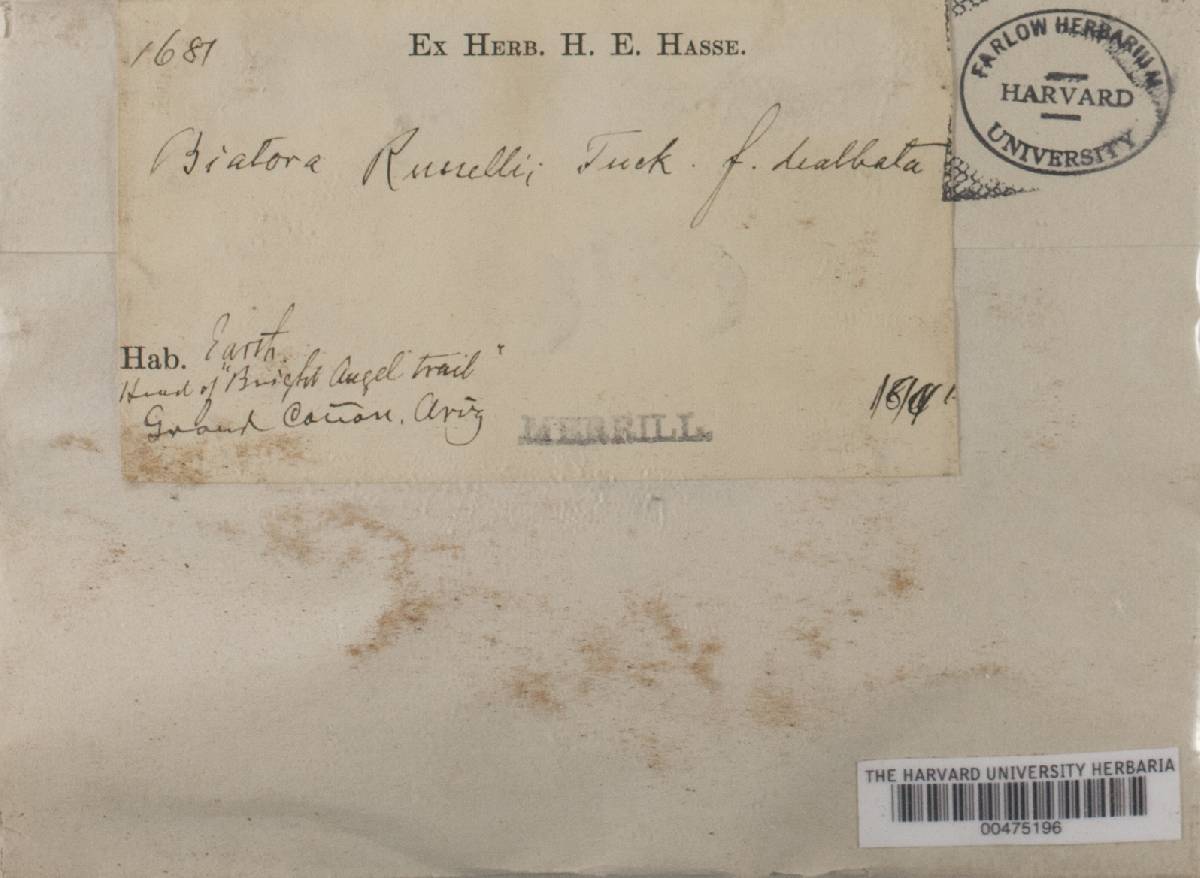 1681
Ex Herb. H. E. Hasse.
FARLOW HERBARIUM
HARVARD
UNIVERSITY
Biatora Russellii Tuck. f. dealbata
Hab. Earth
Head of "Bright Angel trail"
Grand Cañon. Ariz
MERRILL.
THE HARVARD UNIVERSITY HERBARIA
00475196